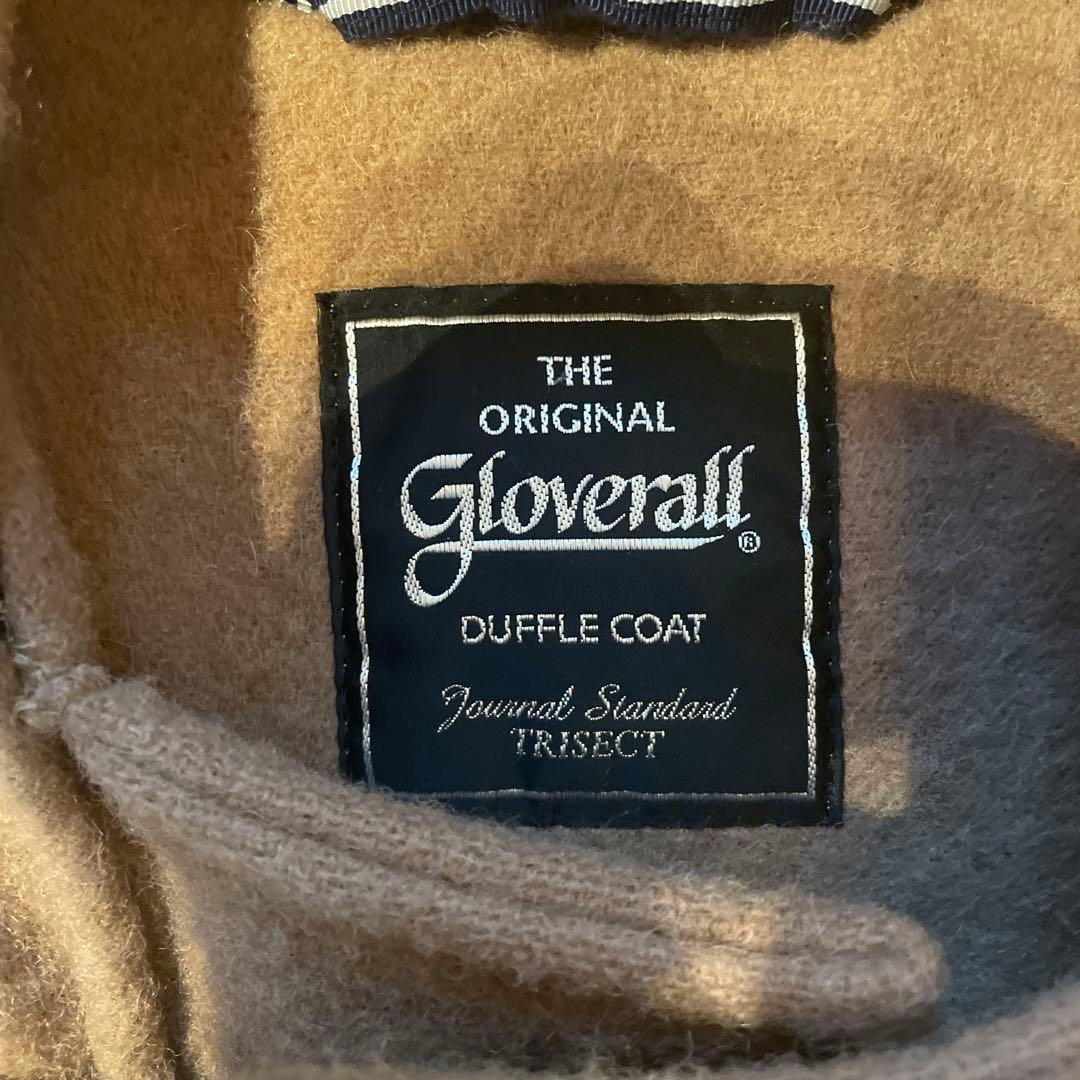 THE
ORIGINAL
Gloverall®
DUFFLE COAT
Journal Standard
TRISECT